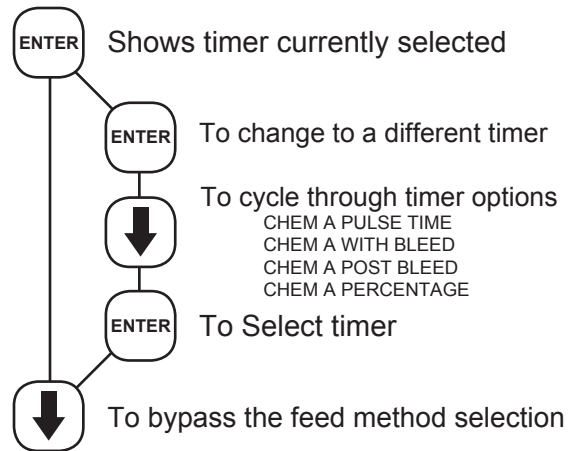 ENTER Shows timer currently selected
ENTER To change to a different timer
To cycle through timer options
CHEM A PULSE TIME
CHEM A WITH BLEED
CHEM A POST BLEED
CHEM A PERCENTAGE
ENTER To Select timer
To bypass the feed method selection